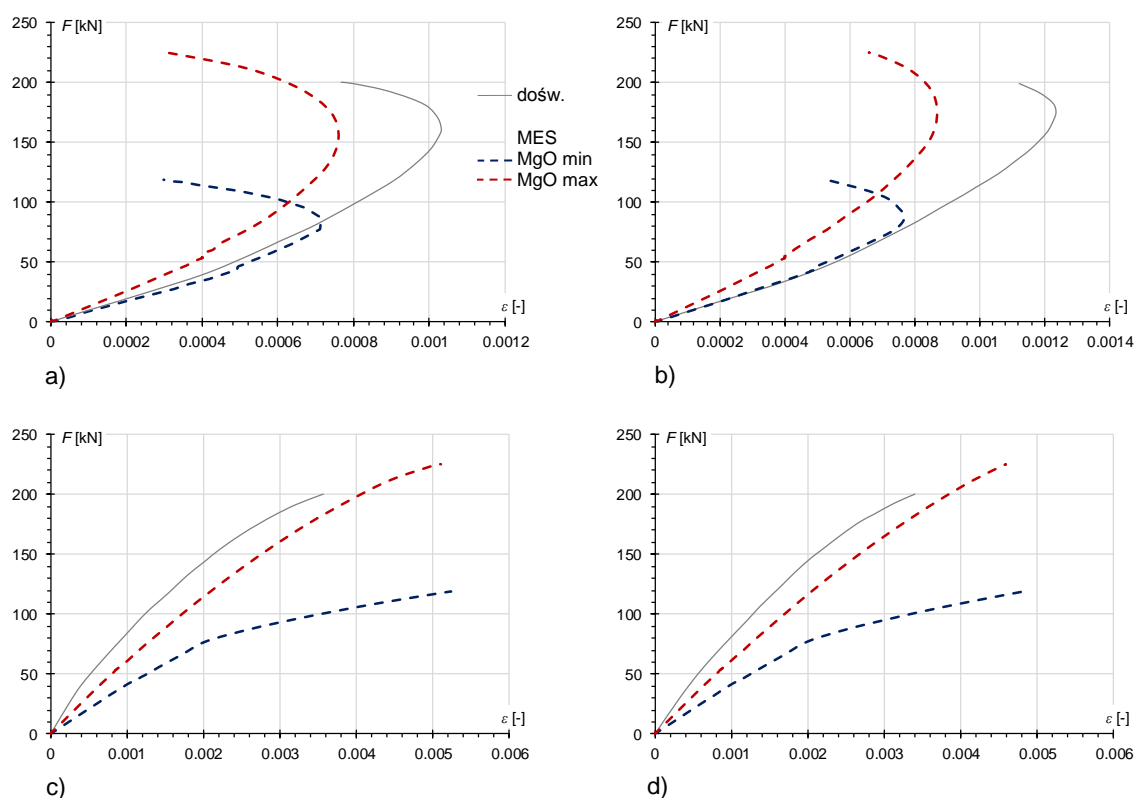 F [kN]
250
200
150
100
50
0
0 0.0002 0.0004 0.0006 0.0008 0.001 0.0012
ε [-]
a)
dośw.
MES
MgO min
MgO max
F [kN]
250
200
150
100
50
0
0 0.0002 0.0004 0.0006 0.0008 0.001 0.0012 0.0014
ε [-]
b)
F [kN]
250
200
150
100
50
0
0 0.001 0.002 0.003 0.004 0.005 0.006
ε [-]
c)
F [kN]
250
200
150
100
50
0
0 0.001 0.002 0.003 0.004 0.005 0.006
ε [-]
d)